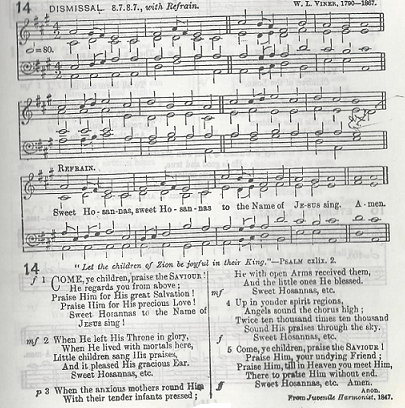 14 DISMISSAL. 8.7.8.7., with Refrain. W. L. VINER, 1790—1867.
=80.
REFRAIN.
Sweet Ho - san-nas, sweet Ho - san - nas to the Name of JE-SUS sing. A - men.
14 "Let the children of Zion be joyful in their King."—PSALM cxlix. 2.
f 1 COME, ye children, praise the SAVIOUR!
He regards you from above;
Praise Him for His great Salvation!
Praise Him for His precious Love!
Sweet Hosannas to the Name of
JESUS sing!
mf 2 When He left His Throne in glory,
When He lived with mortals here,
Little children sang His praises,
And it pleased His gracious Ear.
Sweet Hosannas, etc.
p 3 When the anxious mothers round Him
With their tender infants pressed;
He with open Arms received them,
And the little ones He blessed.
mf Sweet Hosannas, etc.
4 Up in yonder spirit regions,
Angels sound the chorus high;
Twice ten thousand times ten thousand
Sound His praises through the sky.
f Sweet Hosannas, etc.
5 Come, ye children, praise the SAVIOUR!
Praise Him, your undying Friend;
Praise Him, till in Heaven you meet Him,
There to praise Him without end.
ff Sweet Hosannas, etc. Amen.
Anon.
From Juvenile Harmonist, 1847.